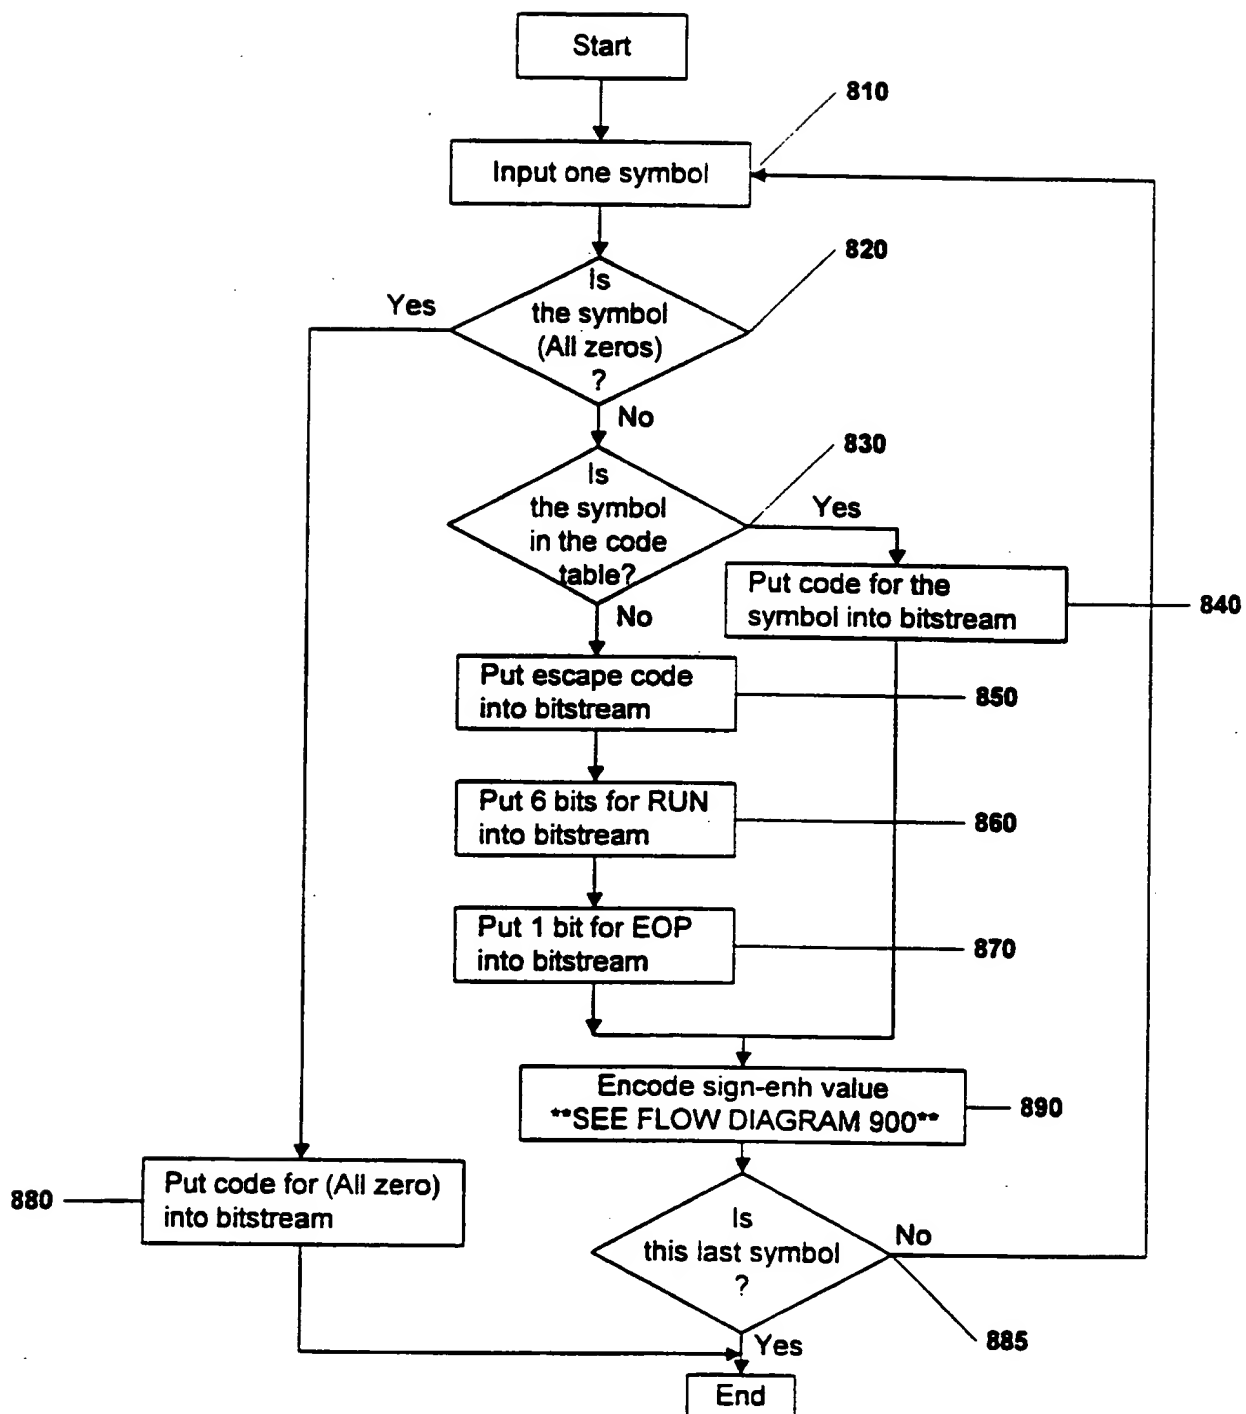 Start
810
Input one symbol
820
Is
the symbol
(All zeros)
?
Yes
No
830
Is
the symbol
in the code
table?
Yes
No
Put code for the
symbol into bitstream
840
Put escape code
into bitstream
850
Put 6 bits for RUN
into bitstream
860
Put 1 bit for EOP
into bitstream
870
Encode sign-enh value
**SEE FLOW DIAGRAM 900**
890
880
Put code for (All zero)
into bitstream
Is
this last symbol
?
No
885
Yes
End